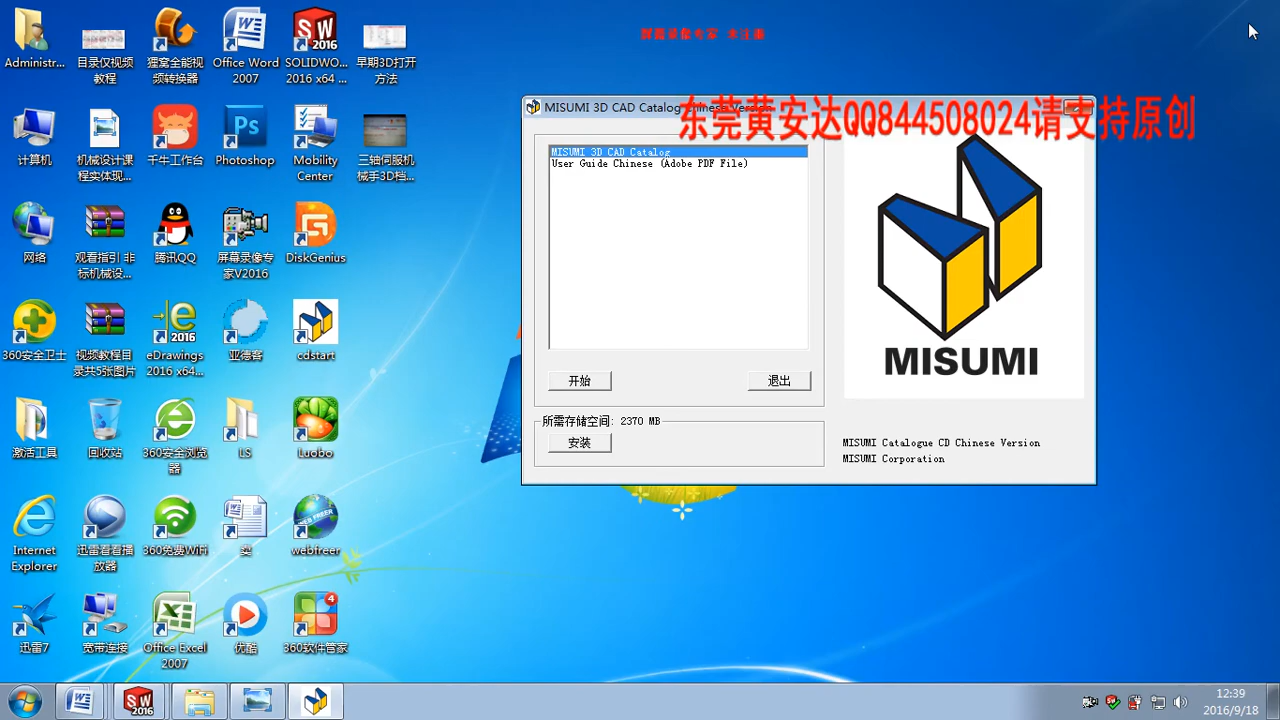 屏幕录像专家 未注册
Administr...
目录仅视频
教程
狸窝全能视
频转换器
Office Word
2007
SOLIDWO...
2016 x64 ...
早期3D打开
方法
计算机
机械设计课
程实体现...
千牛工作台
Photoshop
Mobility
Center
三轴伺服机
械手3D档...
网络
观看指引 非
标机械设...
腾讯QQ
屏幕录像专
家V2016
DiskGenius
360安全卫士
视频教程目
录共5张图片
eDrawings
2016 x64...
亚德客
cdstart
激活工具
回收站
360安全浏览
器
LS
Luobo
Internet
Explorer
迅雷看看播
放器
360免费WiFi
webfreer
迅雷7
宽带连接
Office Excel
2007
优酷
360软件管家
MISUMI 3D CAD Catalog Chinese Version
东莞黄安达QQ844508024请支持原创
MISUMI 3D CAD Catalog
User Guide Chinese (Adobe PDF File)
开始
退出
所需存储空间: 2370 MB
安装
MISUMI
MISUMI Catalogue CD Chinese Version
MISUMI Corporation
12:39
2016/9/18